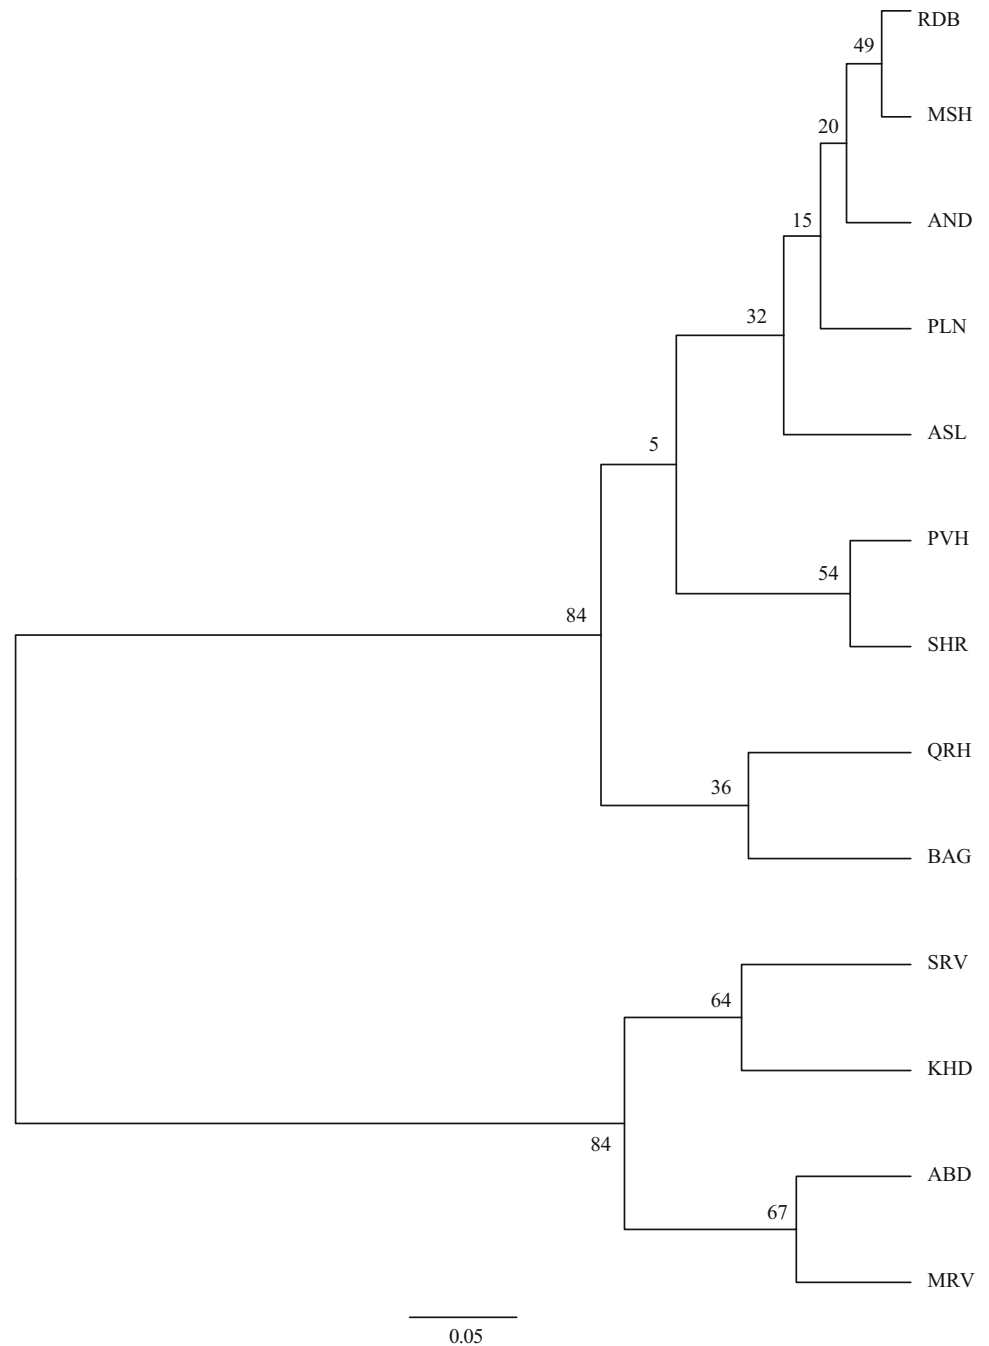 RDB
49
MSH
20
AND
15
PLN
32
ASL
5
PVH
54
SHR
84
QRH
36
BAG
SRV
64
KHD
84
ABD
67
MRV
0.05